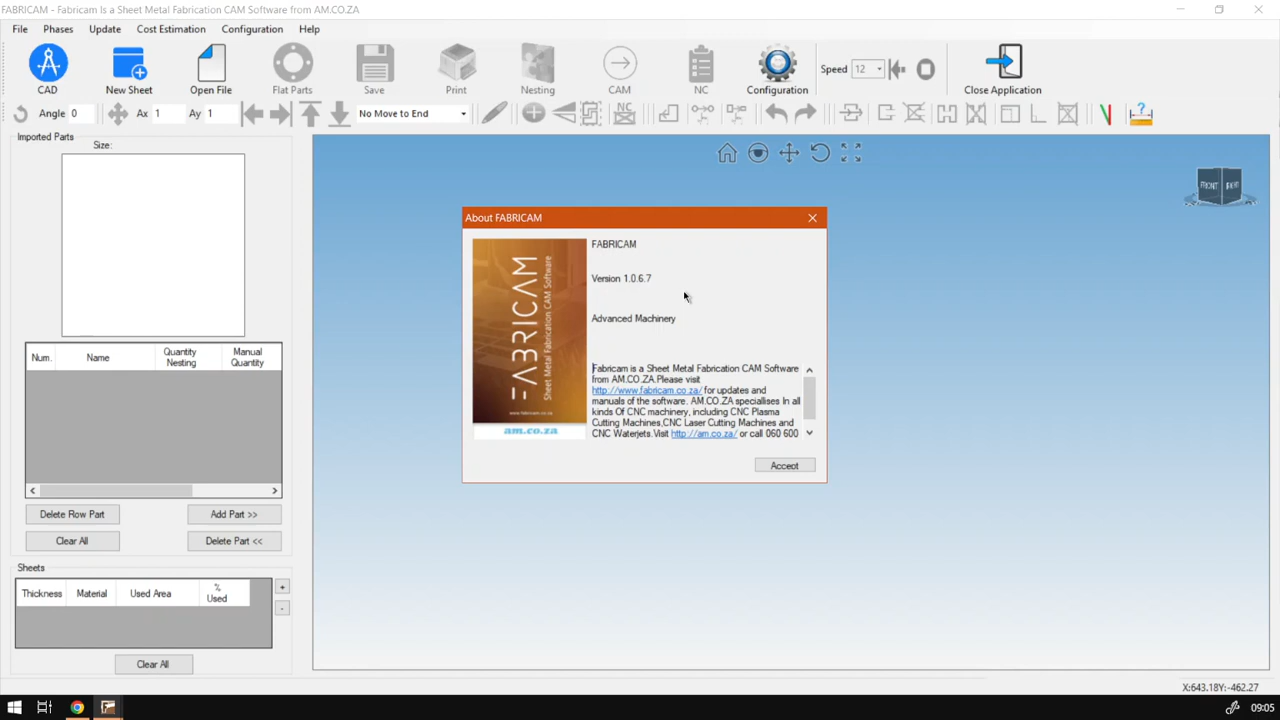 FABRICAM - Fabricam Is a Sheet Metal Fabrication CAM Software from AM.CO.ZA
File Phases Update Cost Estimation Configuration Help
CAD New Sheet Open File Flat Parts Save Print Nesting CAM NC Configuration Speed 12 Close Application
Angle 0 Ax 1 Ay 1 No Move to End NC
Imported Parts
Size:
FRONT
About FABRICAM
FABRICAM
Sheet Metal Fabrication CAM Software
www.fabricam.co.za
am.co.za
FABRICAM
Version 1.0.6.7
Advanced Machinery
Fabricam is a Sheet Metal Fabrication CAM Software
from AM.CO.ZA.Please visit
http://www.fabricam.co.za/ for updates and
manuals of the software. AM.CO.ZA specialises In all
kinds Of CNC machinery, including CNC Plasma
Cutting Machines,CNC Laser Cutting Machines and
CNC Waterjets.Visit http://am.co.za/ or call 060 600
Accept
Num. Name Quantity Nesting Manual Quantity
Delete Row Part Add Part >>
Clear All Delete Part <<
Sheets
Thickness Material Used Area % Used
+
-
Clear All
X:643.18Y:-462.27
09:05